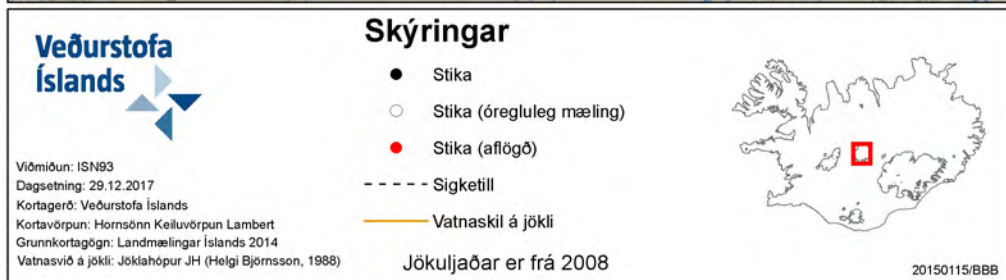 Veðurstofa
Íslands
Viðmiðun: ISN93
Dagsetning: 29.12.2017
Kortagerð: Veðurstofa Íslands
Kortavörpun: Hornsönn Keiluvörpun Lambert
Grunnkortagögn: Landmælingar Íslands 2014
Vatnasvið á jökli: Jöklahópur JH (Helgi Björnsson, 1988)
Skýringar
Stika
Stika (óregluleg mæling)
Stika (aflögð)
Sigketill
Vatnaskil á jökli
Jökuljaðar er frá 2008
20150115/BBB